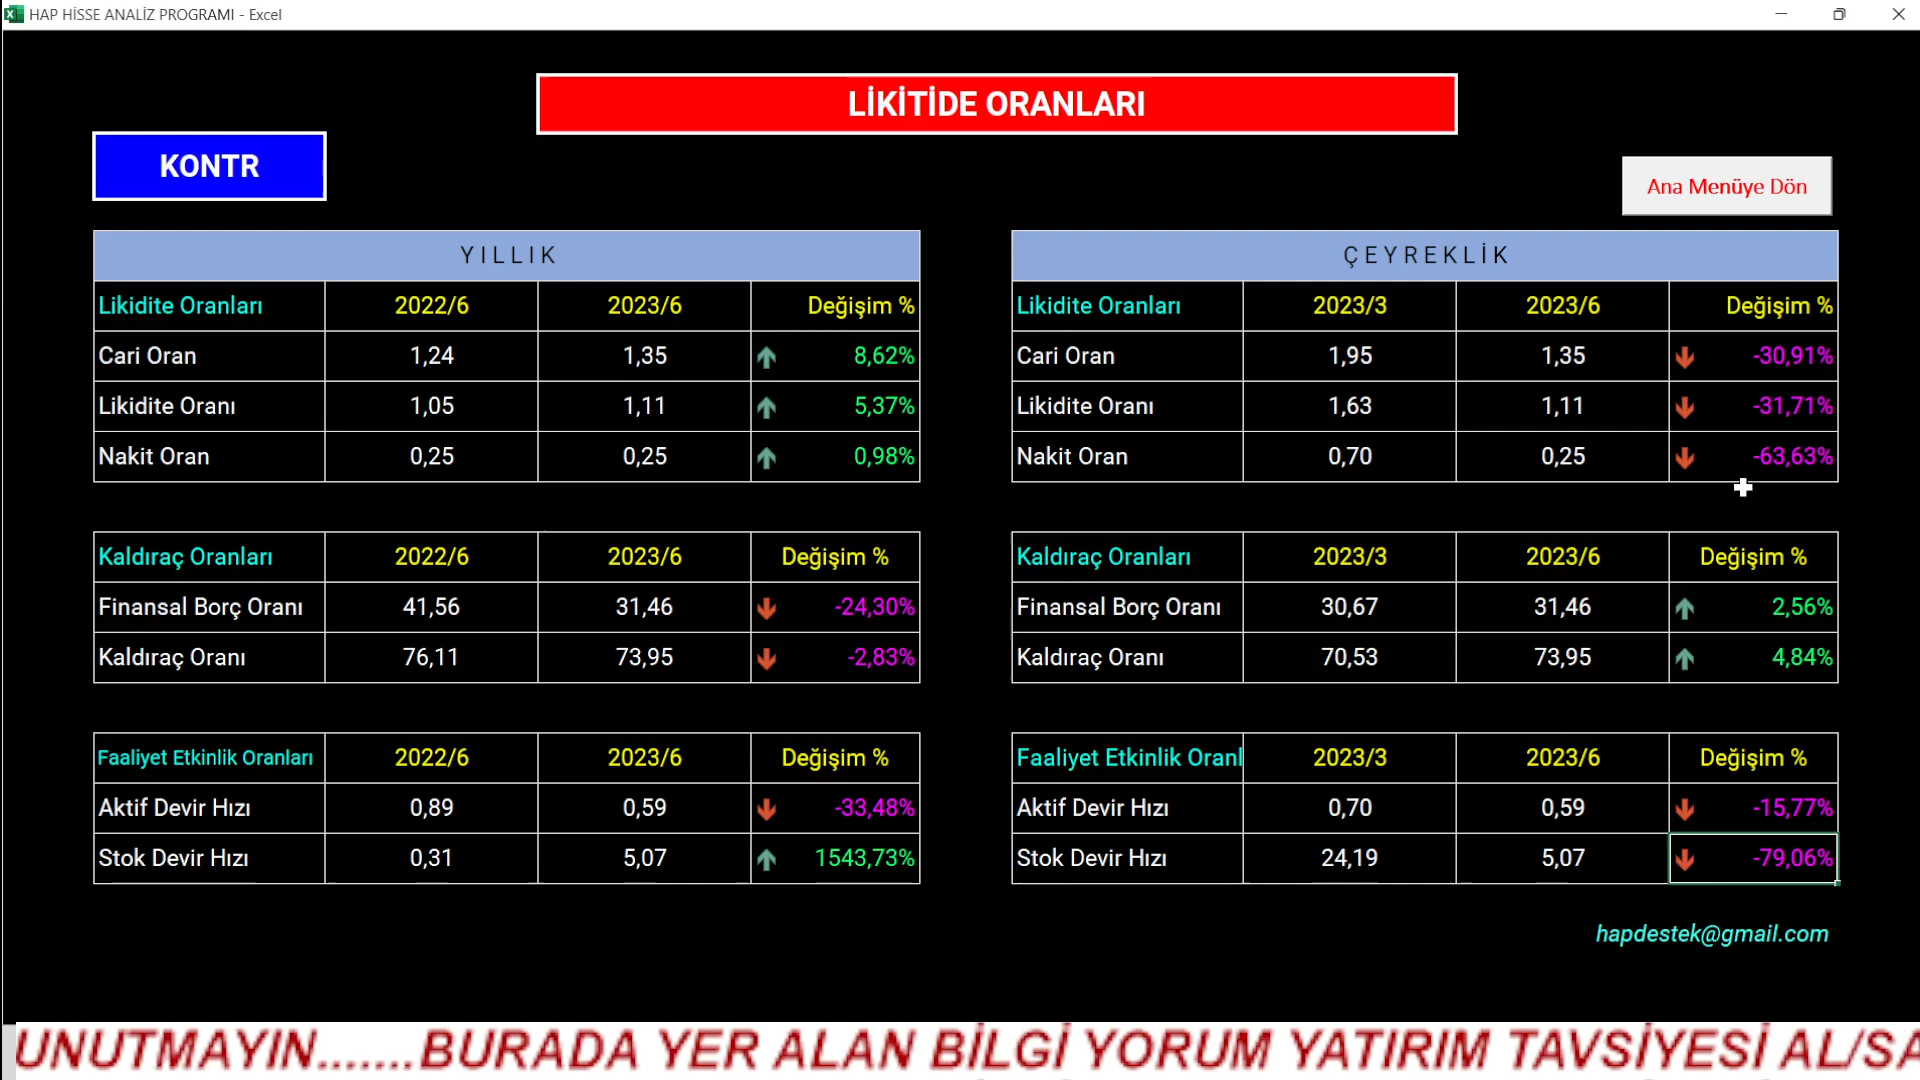 HAP HİSSE ANALİZ PROGRAMI - Excel
LİKİTİDE ORANLARI
KONTR
Ana Menüye Dön
YILLIK
Likidite Oranları 2022/6 2023/6 Değişim %
Cari Oran 1,24 1,35 8,62%
Likidite Oranı 1,05 1,11 5,37%
Nakit Oran 0,25 0,25 0,98%
Kaldıraç Oranları 2022/6 2023/6 Değişim %
Finansal Borç Oranı 41,56 31,46 -24,30%
Kaldıraç Oranı 76,11 73,95 -2,83%
Faaliyet Etkinlik Oranları 2022/6 2023/6 Değişim %
Aktif Devir Hızı 0,89 0,59 -33,48%
Stok Devir Hızı 0,31 5,07 1543,73%
ÇEYREKLİK
Likidite Oranları 2023/3 2023/6 Değişim %
Cari Oran 1,95 1,35 -30,91%
Likidite Oranı 1,63 1,11 -31,71%
Nakit Oran 0,70 0,25 -63,63%
Kaldıraç Oranları 2023/3 2023/6 Değişim %
Finansal Borç Oranı 30,67 31,46 2,56%
Kaldıraç Oranı 70,53 73,95 4,84%
Faaliyet Etkinlik Oranl 2023/3 2023/6 Değişim %
Aktif Devir Hızı 0,70 0,59 -15,77%
Stok Devir Hızı 24,19 5,07 -79,06%
hapdestek@gmail.com
UNUTMAYIN.......BURADA YER ALAN BİLGİ YORUM YATIRIM TAVSİYESİ AL/SA